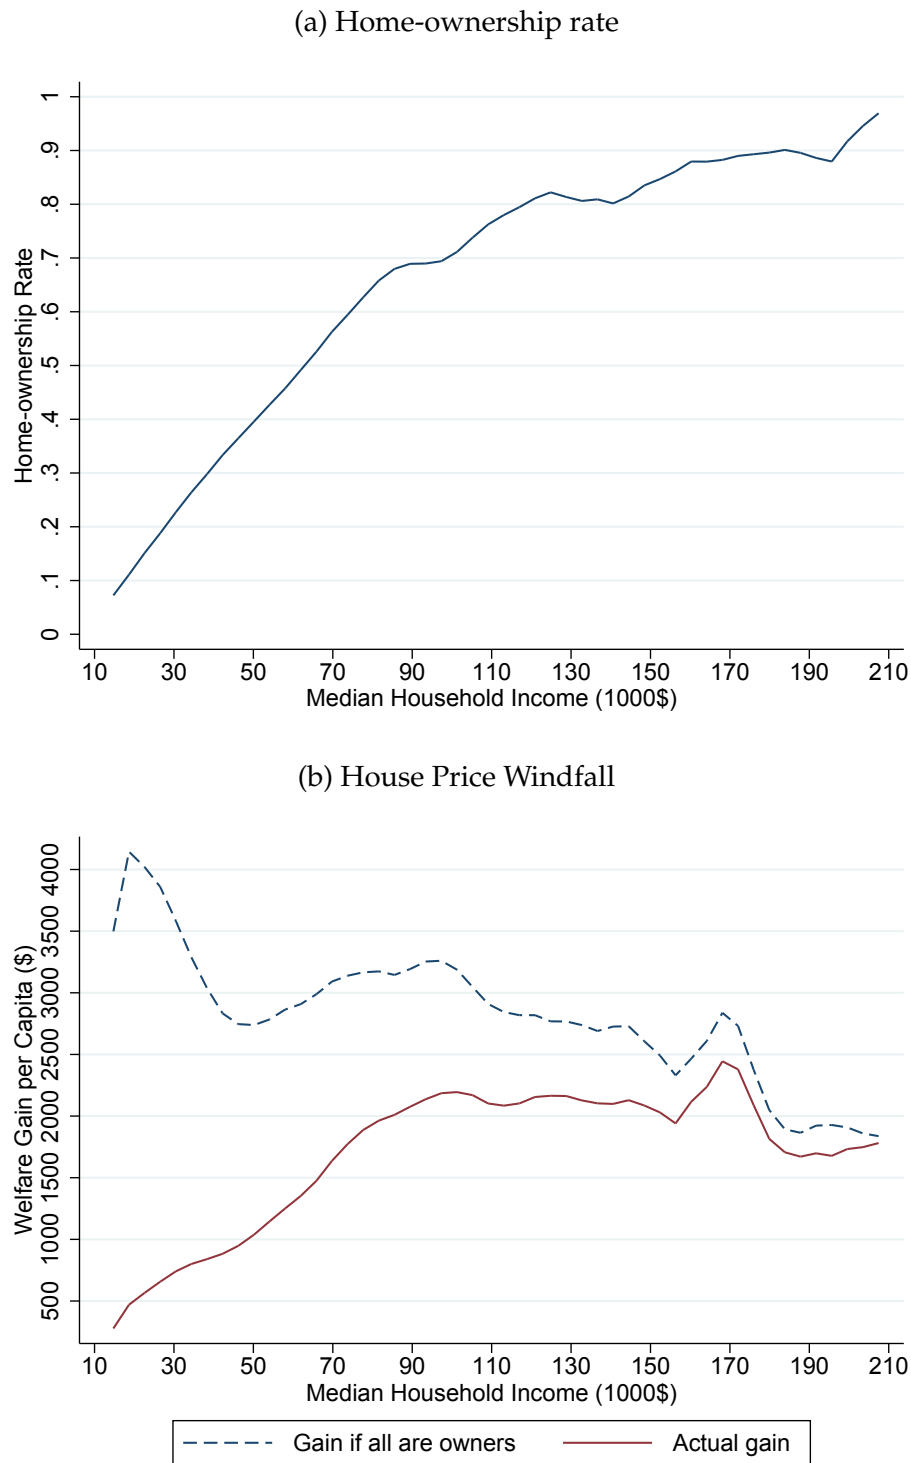 (a) Home-ownership rate
Home-ownership Rate
1
.9
.8
.7
.6
.5
.4
.3
.2
.1
0
10 30 50 70 90 110 130 150 170 190 210
Median Household Income (1000$)
(b) House Price Windfall
Welfare Gain per Capita ($)
4000
3500
3000
2500
2000
1500
1000
500
10 30 50 70 90 110 130 150 170 190 210
Median Household Income (1000$)
Gain if all are owners Actual gain